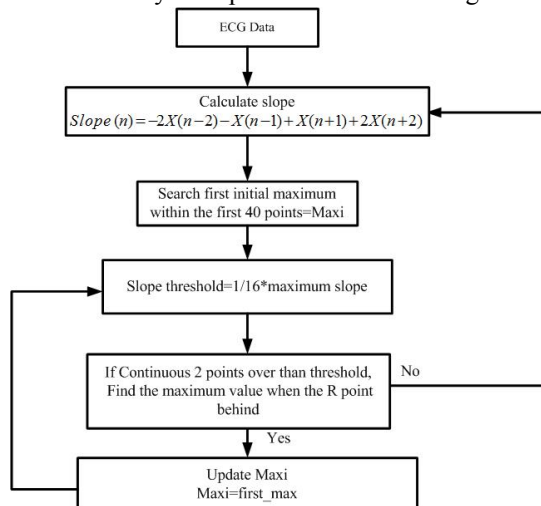 ECG Data
Calculate slope
Slope (n) = −2X(n−2) − X(n−1) + X(n+1) + 2X(n+2)
Search first initial maximum
within the first 40 points=Maxi
Slope threshold=1/16*maximum slope
If Continuous 2 points over than threshold,
Find the maximum value when the R point
behind
No
Yes
Update Maxi
Maxi=first_max